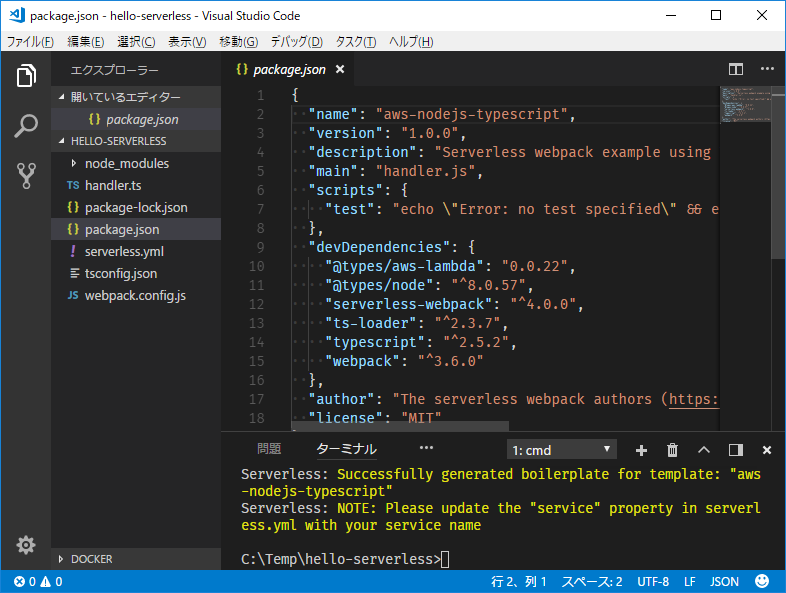 package.json - hello-serverless - Visual Studio Code
ファイル(F) 編集(E) 選択(C) 表示(V) 移動(G) デバッグ(D) タスク(T) ヘルプ(H)
エクスプローラー
開いているエディター
{} package.json
HELLO-SERVERLESS
node_modules
TS handler.ts
{} package-lock.json
{} package.json
! serverless.yml
tsconfig.json
JS webpack.config.js
DOCKER
{} package.json ×
1 {
2 "name": "aws-nodejs-typescript",
3 "version": "1.0.0",
4 "description": "Serverless webpack example using
5 "main": "handler.js",
6 "scripts": {
7 "test": "echo \"Error: no test specified\" && e
8 },
9 "devDependencies": {
10 "@types/aws-lambda": "0.0.22",
11 "@types/node": "^8.0.57",
12 "serverless-webpack": "^4.0.0",
13 "ts-loader": "^2.3.7",
14 "typescript": "^2.5.2",
15 "webpack": "^3.6.0"
16 },
17 "author": "The serverless webpack authors (https:
18 "license": "MIT"
問題 ターミナル ··· 1: cmd
Serverless: Successfully generated boilerplate for template: "aws
-nodejs-typescript"
Serverless: NOTE: Please update the "service" property in serverl
ess.yml with your service name
C:\Temp\hello-serverless>
0 0 行 2、列 1 スペース: 2 UTF-8 LF JSON